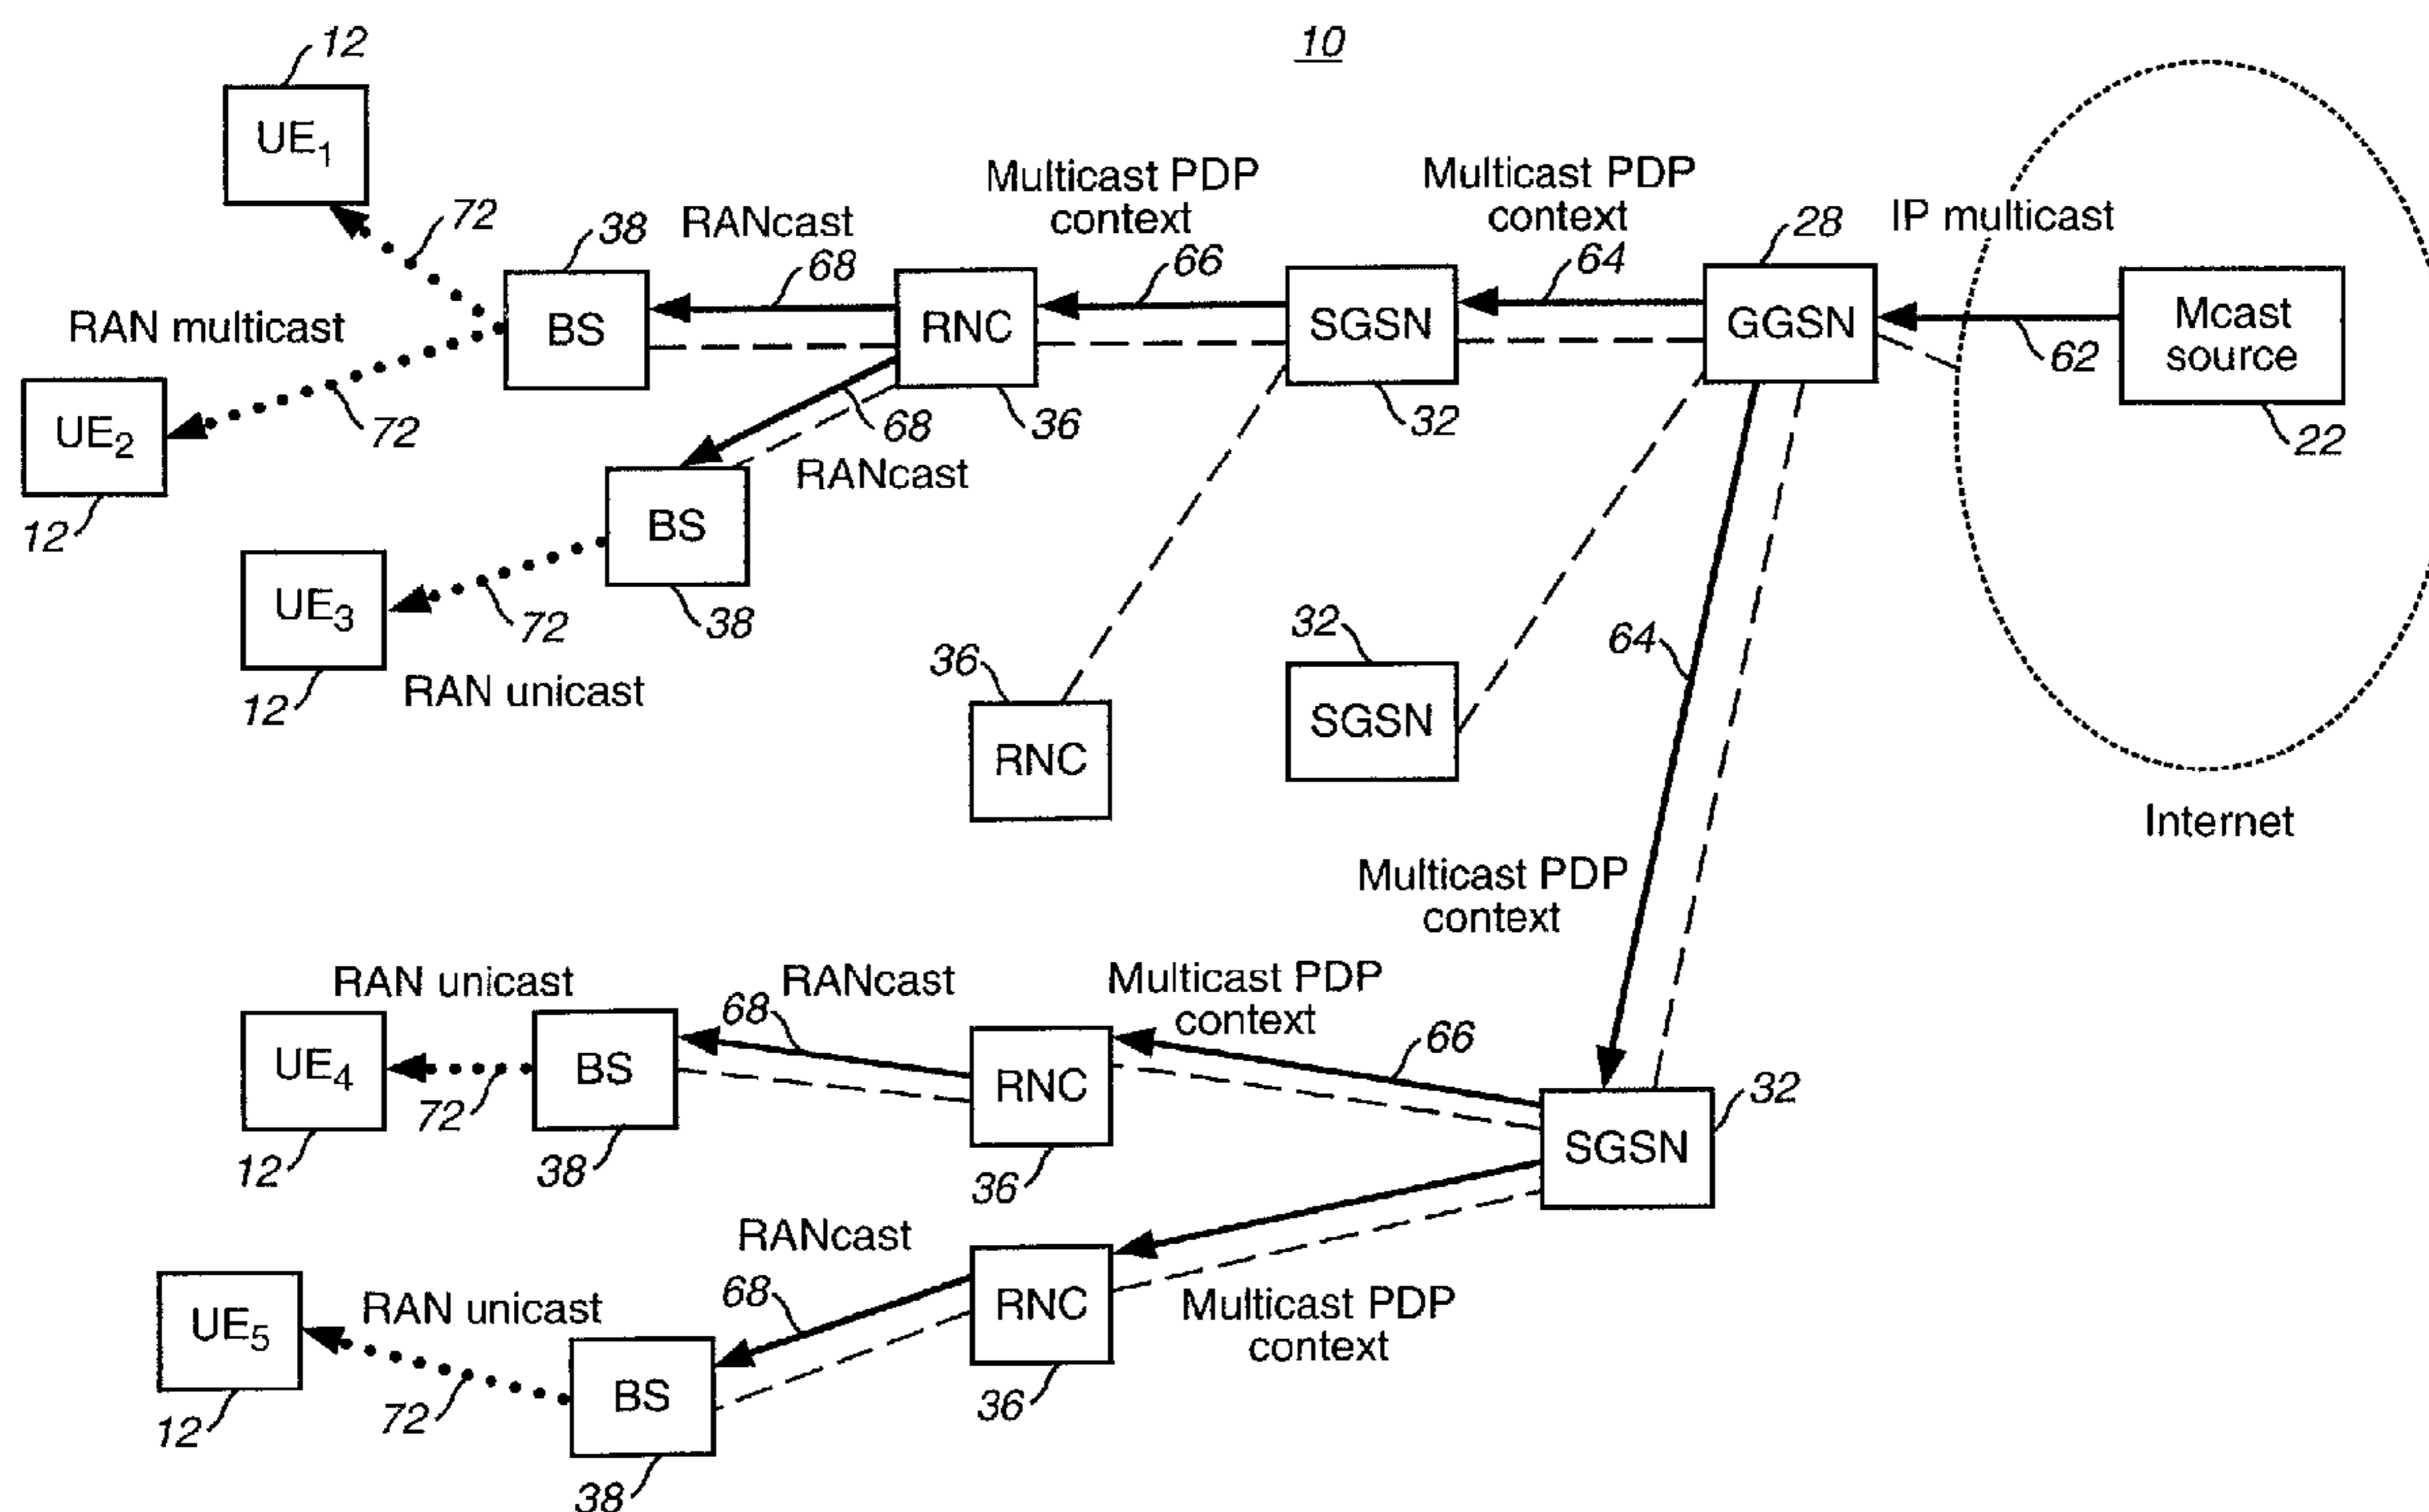 10
12
UE1
72
RAN multicast
UE2
12
72
38
BS
RANcast
68
Multicast PDP
context
66
RNC
36
Multicast PDP
context
64
SGSN
32
28
GGSN
IP multicast
62
Mcast
source
22
68
RANcast
BS
38
UE3
12
72
RAN unicast
36
RNC
32
SGSN
64
Internet
Multicast PDP
context
RAN unicast
UE4
12
72
BS
38
RANcast
68
Multicast PDP
context
RNC
36
66
SGSN
32
RAN unicast
UE5
12
72
BS
38
RANcast
68
RNC
36
Multicast PDP
context